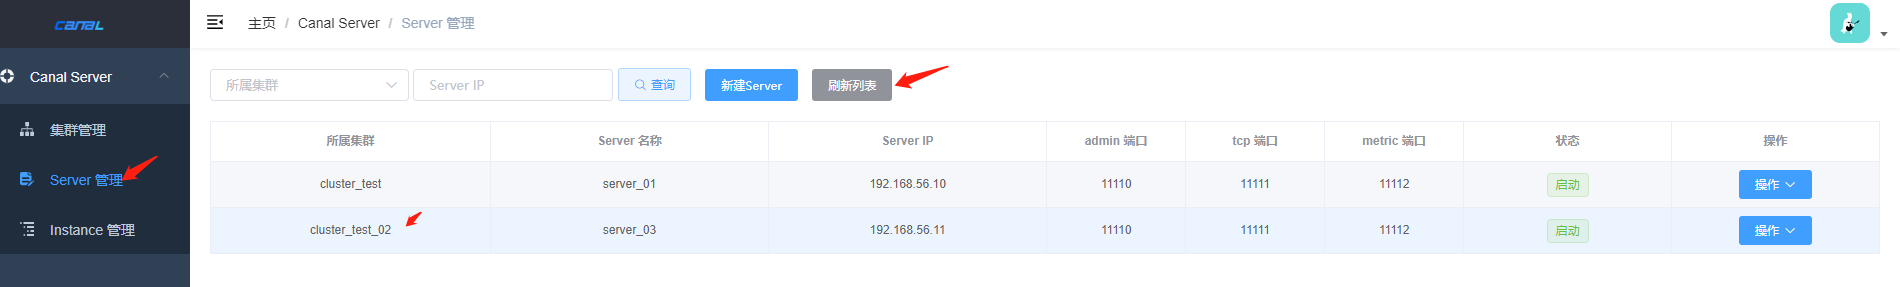 CANAL
主页 / Canal Server / Server 管理
Canal Server
集群管理
Server 管理
Instance 管理
所属集群 Server IP 查询 新建Server 刷新列表
所属集群 Server 名称 Server IP admin 端口 tcp 端口 metric 端口 状态 操作
cluster_test server_01 192.168.56.10 11110 11111 11112 启动 操作
cluster_test_02 server_03 192.168.56.11 11110 11111 11112 启动 操作